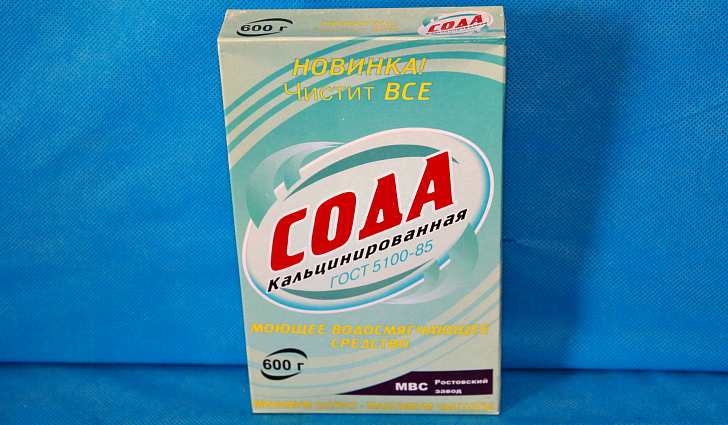 600 г
СОДА
НОВИНКА!
Чистит ВСЕ
СОДА
Кальцинированная
ГОСТ 5100-85
МОЮЩЕЕ ВОДОСМЯГЧАЮЩЕЕ
СРЕДСТВО
600 г
МВС Ростовский
завод